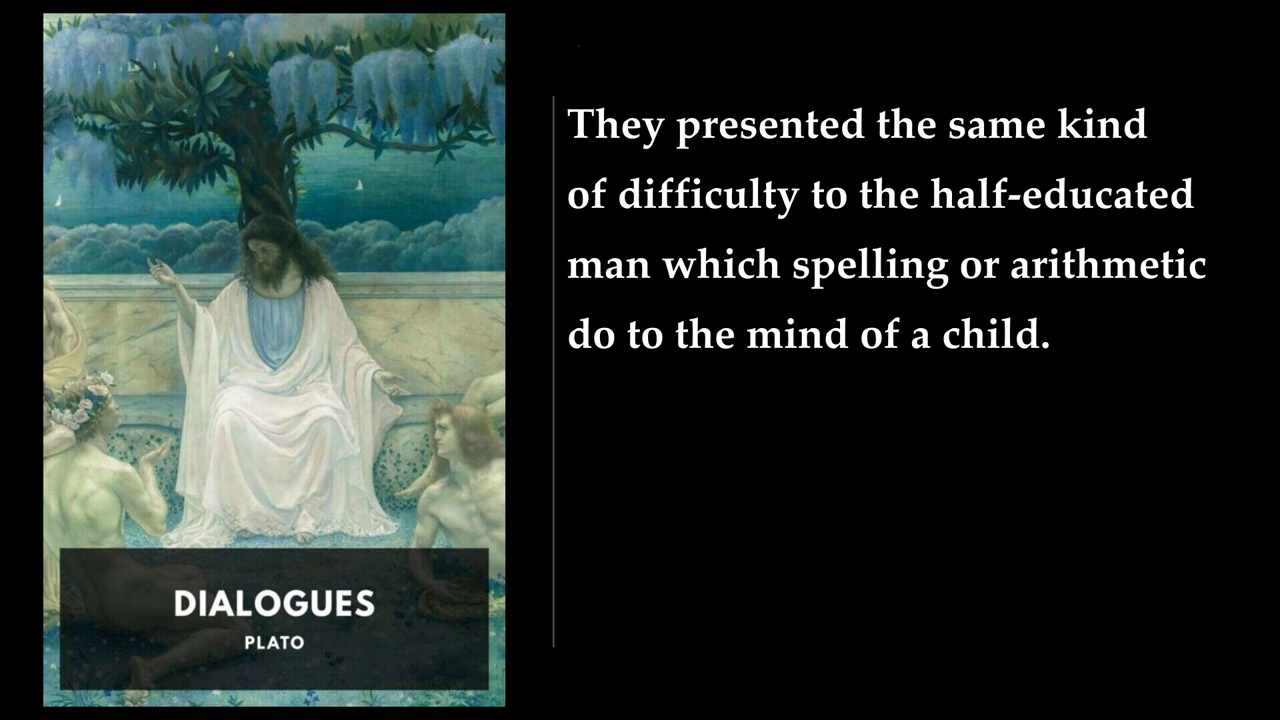 They presented the same kind
of difficulty to the half-educated
man which spelling or arithmetic
do to the mind of a child.
DIALOGUES
PLATO